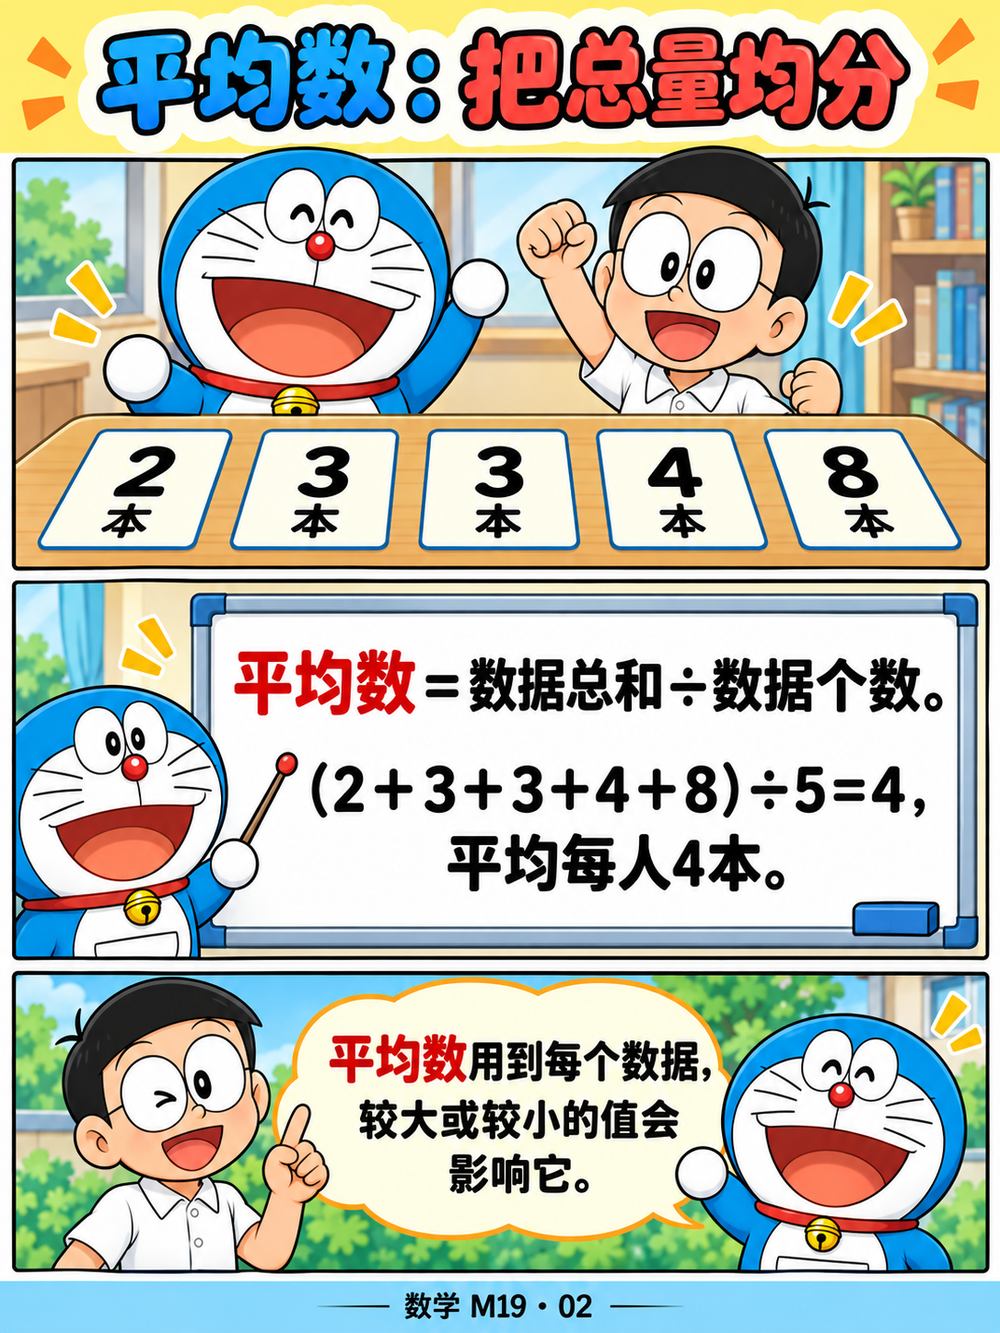 平均数：把总量均分
2本
3本
3本
4本
8本
平均数=数据总和÷数据个数。
(2+3+3+4+8)÷5=4,
平均每人4本。
平均数用到每个数据，
较大或较小的值会
影响它。
数学 M19·02